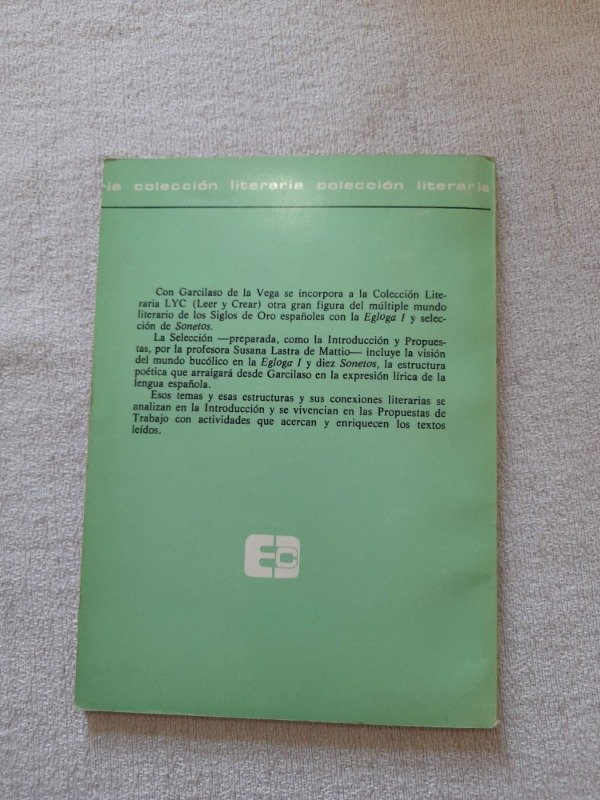 ria colección literaria colección literaria
Con Garcilaso de la Vega se incorpora a la Colección Lite-
raria LYC (Leer y Crear) otra gran figura del múltiple mundo
literario de los Siglos de Oro españoles con la Egloga I y selec-
ción de Sonetos.
La Selección —preparada, como la Introducción y Propues-
tas, por la profesora Susana Lastra de Mattio— incluye la visión
del mundo bucólico en la Egloga I y diez Sonetos, la estructura
poética que arraigará desde Garcilaso en la expresión lírica de la
lengua española.
Esos temas y esas estructuras y sus conexiones literarias se
analizan en la Introducción y se vivencian en las Propuestas de
Trabajo con actividades que acercan y enriquecen los textos
leídos.
EC